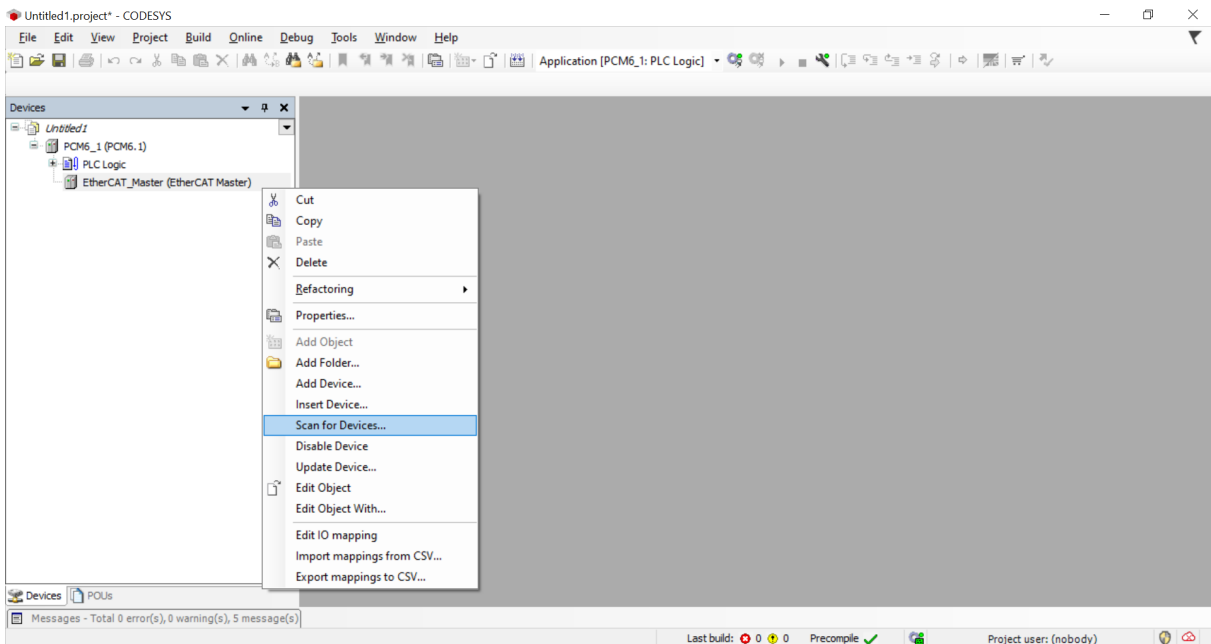 Untitled1.project* - CODESYS
File Edit View Project Build Online Debug Tools Window Help
Application [PCM6_1: PLC Logic]
Devices
Untitled1
PCM6_1 (PCM6.1)
PLC Logic
EtherCAT_Master (EtherCAT Master)
Cut
Copy
Paste
Delete
Refactoring
Properties...
Add Object
Add Folder...
Add Device...
Insert Device...
Scan for Devices...
Disable Device
Update Device...
Edit Object
Edit Object With...
Edit IO mapping
Import mappings from CSV...
Export mappings to CSV...
Devices POUs
Messages - Total 0 error(s), 0 warning(s), 5 message(s)
Last build: 0 0 Precompile Project user: (nobody)